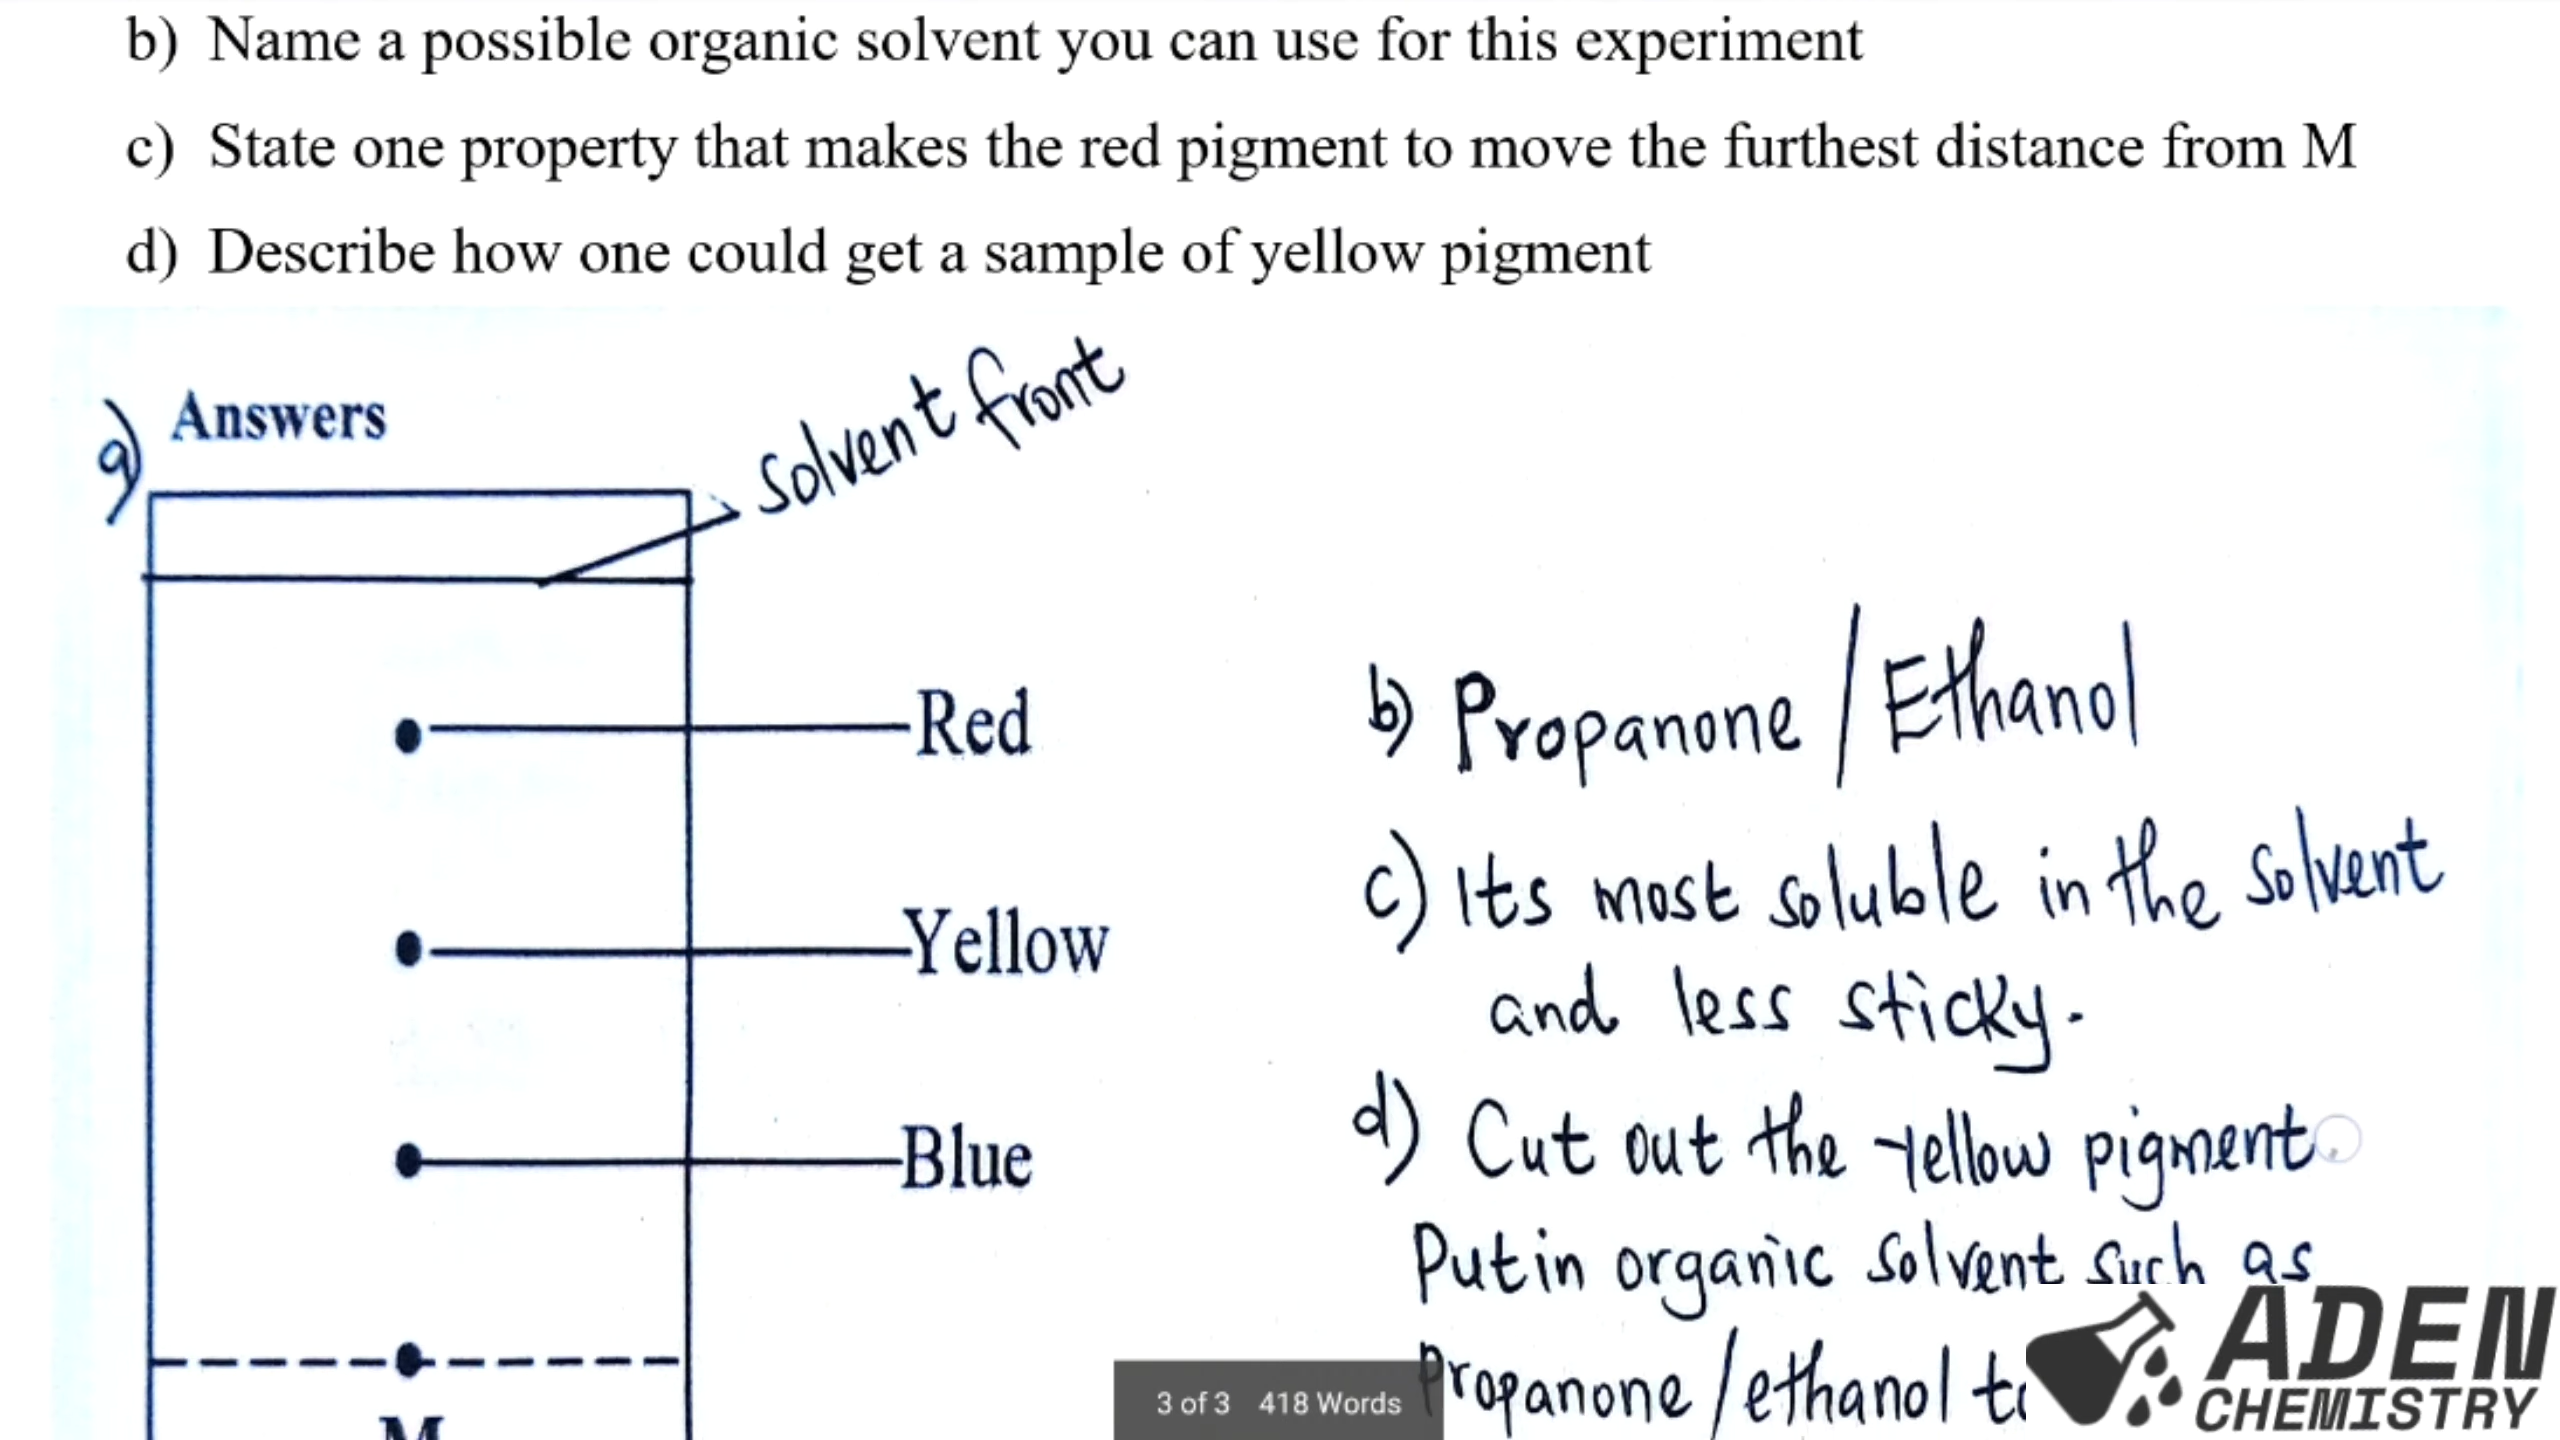 b) Name a possible organic solvent you can use for this experiment
c) State one property that makes the red pigment to move the furthest distance from M
d) Describe how one could get a sample of yellow pigment
a) Answers
solvent front
Red
Yellow
Blue
M
b) Propanone / Ethanol
c) Its most soluble in the solvent
and less sticky.
d) Cut out the yellow pigment.
Put in organic solvent such as
Propanone / ethanol
3 of 3 418 Words
ADEN
CHEMISTRY